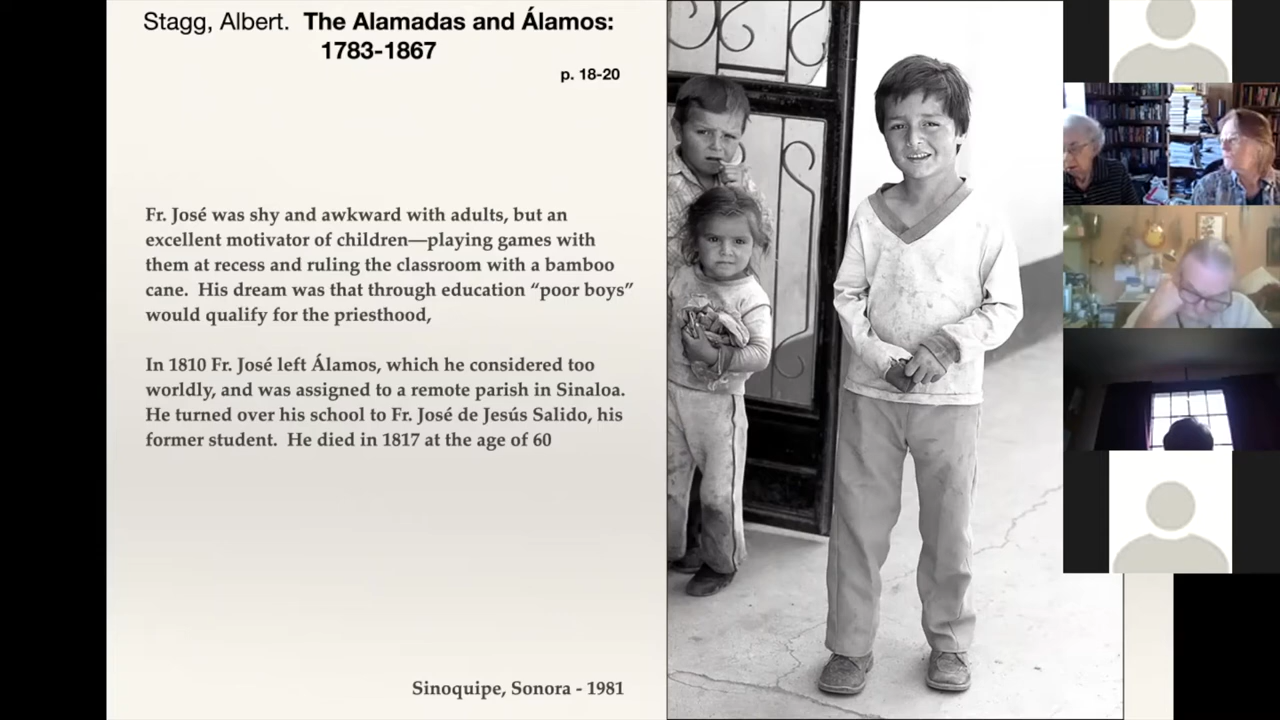 Stagg, Albert. The Alamadas and Álamos:
1783-1867
p. 18-20
Fr. José was shy and awkward with adults, but an
excellent motivator of children—playing games with
them at recess and ruling the classroom with a bamboo
cane. His dream was that through education “poor boys”
would qualify for the priesthood,
In 1810 Fr. José left Álamos, which he considered too
worldly, and was assigned to a remote parish in Sinaloa.
He turned over his school to Fr. José de Jesús Salido, his
former student. He died in 1817 at the age of 60
Sinoquipe, Sonora - 1981